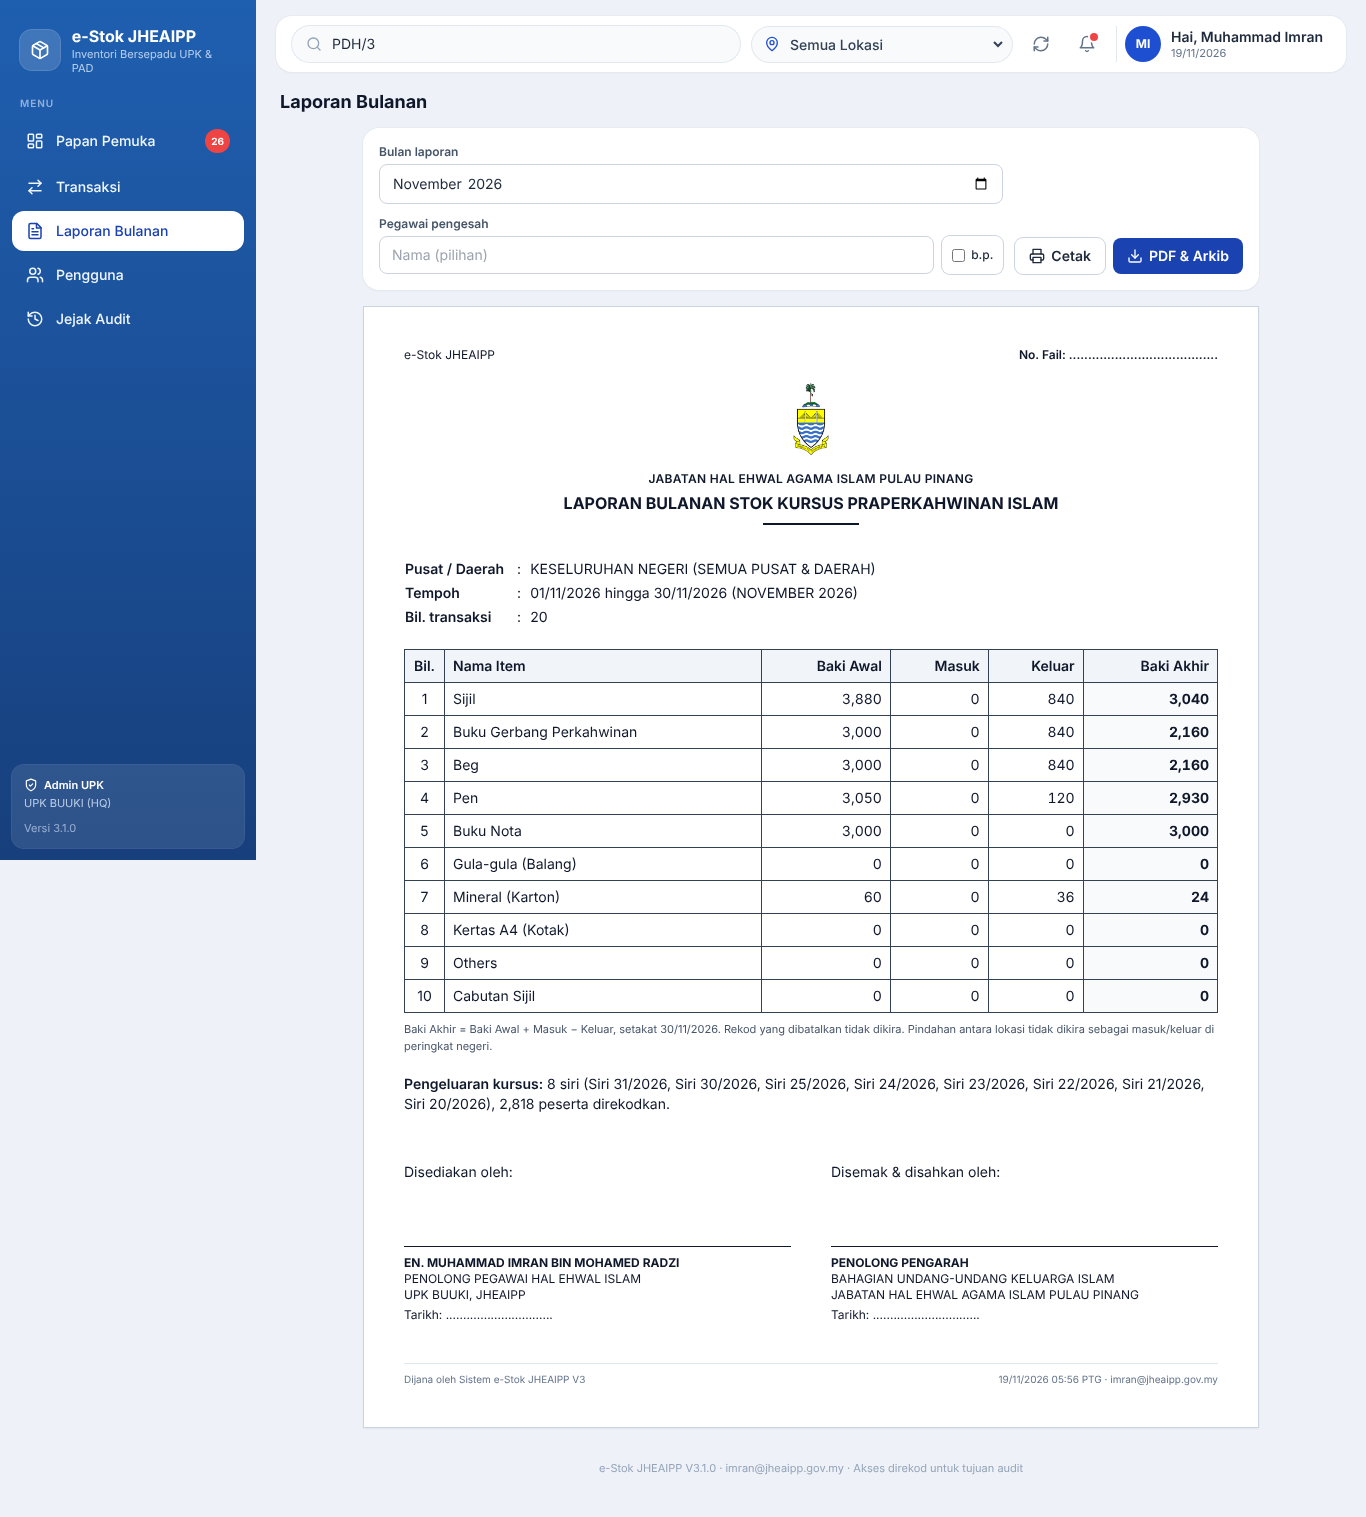 e-Stok JHEAIPP
Inventori Bersepadu UPK &
PAD
MENU
Papan Pemuka 26
Transaksi
Laporan Bulanan
Pengguna
Jejak Audit
Admin UPK
UPK BUUKI (HQ)
Versi 3.1.0
PDH/3
Semua Lokasi
MI
Hai, Muhammad Imran
19/11/2026
Laporan Bulanan
Bulan laporan
November 2026
Pegawai pengesah
Nama (pilihan)
b.p.
Cetak
PDF & Arkib
e-Stok JHEAIPP
No. Fail: .......................................
JABATAN HAL EHWAL AGAMA ISLAM PULAU PINANG
LAPORAN BULANAN STOK KURSUS PRAPERKAHWINAN ISLAM
Pusat / Daerah : KESELURUHAN NEGERI (SEMUA PUSAT & DAERAH)
Tempoh : 01/11/2026 hingga 30/11/2026 (NOVEMBER 2026)
Bil. transaksi : 20
Bil. Nama Item Baki Awal Masuk Keluar Baki Akhir
1 Sijil 3,880 0 840 3,040
2 Buku Gerbang Perkahwinan 3,000 0 840 2,160
3 Beg 3,000 0 840 2,160
4 Pen 3,050 0 120 2,930
5 Buku Nota 3,000 0 0 3,000
6 Gula-gula (Balang) 0 0 0 0
7 Mineral (Karton) 60 0 36 24
8 Kertas A4 (Kotak) 0 0 0 0
9 Others 0 0 0 0
10 Cabutan Sijil 0 0 0 0
Baki Akhir = Baki Awal + Masuk − Keluar, setakat 30/11/2026. Rekod yang dibatalkan tidak dikira. Pindahan antara lokasi tidak dikira sebagai masuk/keluar di
peringkat negeri.
Pengeluaran kursus: 8 siri (Siri 31/2026, Siri 30/2026, Siri 25/2026, Siri 24/2026, Siri 23/2026, Siri 22/2026, Siri 21/2026,
Siri 20/2026), 2,818 peserta direkodkan.
Disediakan oleh:
EN. MUHAMMAD IMRAN BIN MOHAMED RADZI
PENOLONG PEGAWAI HAL EHWAL ISLAM
UPK BUUKI, JHEAIPP
Tarikh: ...............................
Disemak & disahkan oleh:
PENOLONG PENGARAH
BAHAGIAN UNDANG-UNDANG KELUARGA ISLAM
JABATAN HAL EHWAL AGAMA ISLAM PULAU PINANG
Tarikh: ...............................
Dijana oleh Sistem e-Stok JHEAIPP V3
19/11/2026 05:56 PTG · imran@jheaipp.gov.my
e-Stok JHEAIPP V3.1.0 · imran@jheaipp.gov.my · Akses direkod untuk tujuan audit